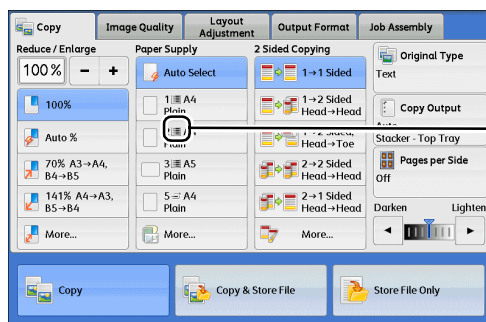 Copy
Image Quality
Layout
Adjustment
Output Format
Job Assembly
Reduce / Enlarge
100 %
-
+
100%
Auto %
70% A3→A4,
B4→B5
141% A4→A3,
B5→B4
More...
Paper Supply
Auto Select
1 A4
Plain
3 A5
Plain
5 A4
Plain
More...
2 Sided Copying
1→1 Sided
1→2 Sided
Head→Head
1→2 Sided,
Head→Toe
2→2 Sided
Head→Head
2→1 Sided
Head→Head
More...
Original Type
Text
Copy Output
Auto
Stacker - Top Tray
Pages per Side
Off
Darken Lighten
Copy
Copy & Store File
Store File Only